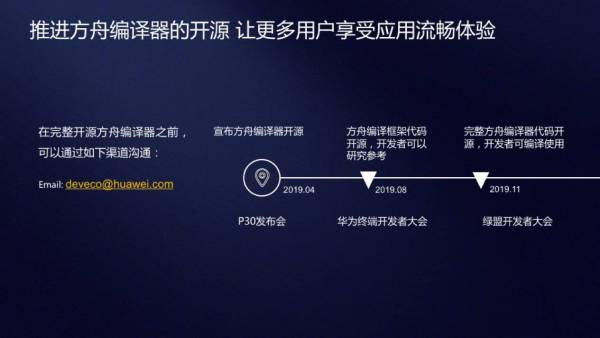 推进方舟编译器的开源 让更多用户享受应用流畅体验
在完整开源方舟编译器之前，
可以通过如下渠道沟通：
Email: deveco@huawei.com
宣布方舟编译器开源
2019.04
P30发布会
方舟编译框架代码
开源，开发者可以
研究参考
2019.08
华为终端开发者大会
完整方舟编译器代码开
源，开发者可编译使用
2019.11
绿盟开发者大会